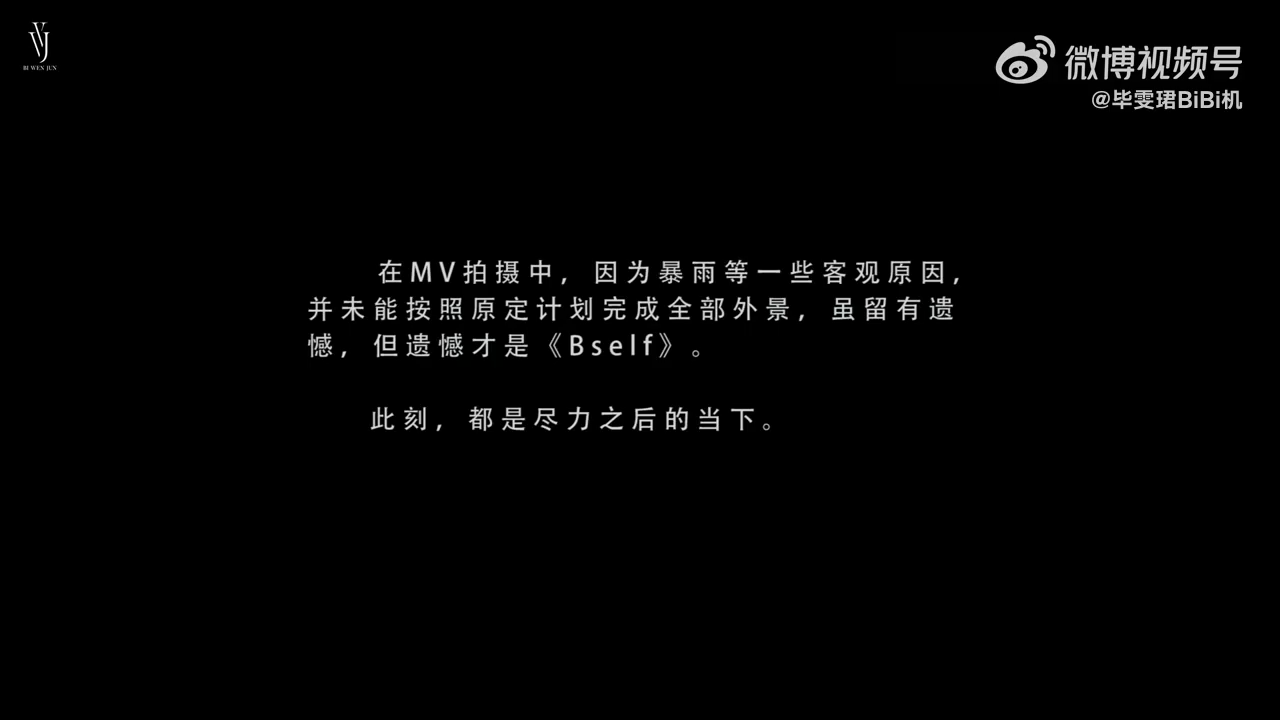 BI WEN JUN
微博视频号
@毕雯珺BiBi机
在MV拍摄中，因为暴雨等一些客观原因，
并未能按照原定计划完成全部外景，虽留有遗
憾，但遗憾才是《Bself》。
此刻，都是尽力之后的当下。